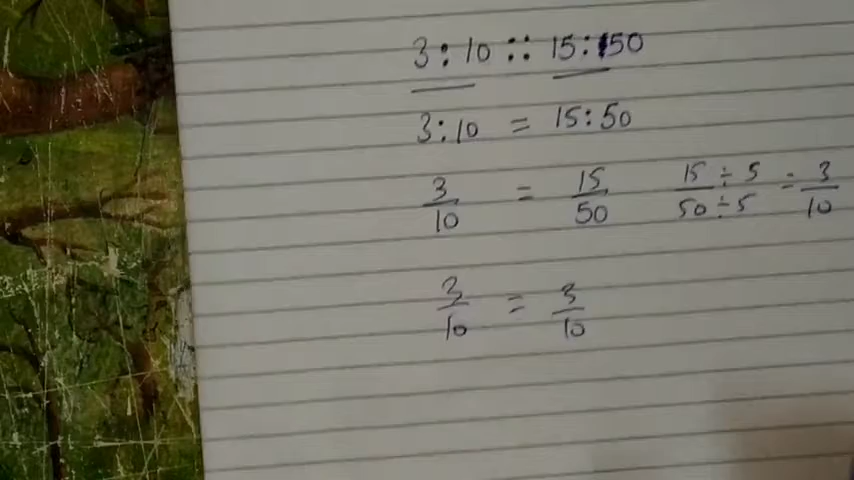 3 : 10 :: 15 : 50
3 : 10 = 15 : 50
3/10 = 15/50 15 ÷ 5 / 50 ÷ 5 = 3/10
3/10 = 3/10